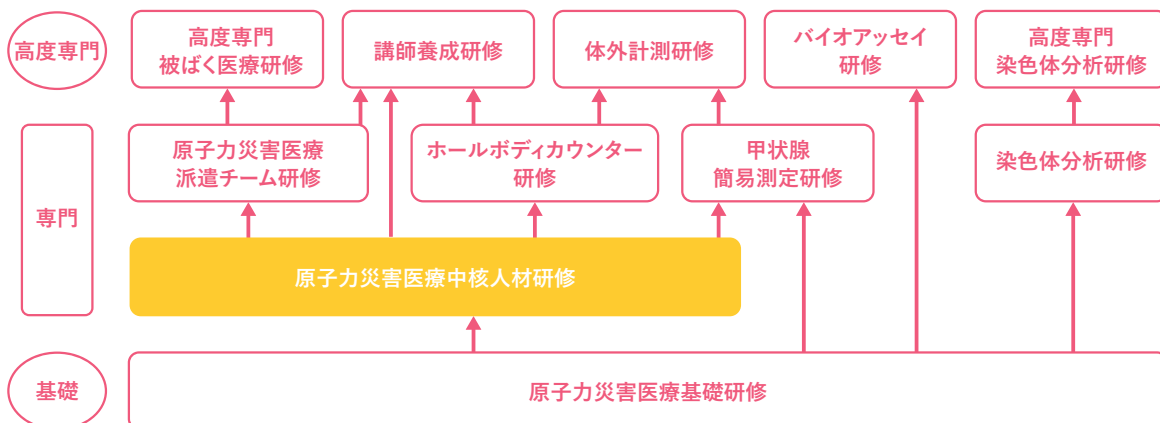 高度専門
高度専門
被ばく医療研修
講師養成研修
体外計測研修
バイオアッセイ
研修
高度専門
染色体分析研修
専門
原子力災害医療
派遣チーム研修
ホールボディカウンター
研修
甲状腺
簡易測定研修
染色体分析研修
原子力災害医療中核人材研修
基礎
原子力災害医療基礎研修